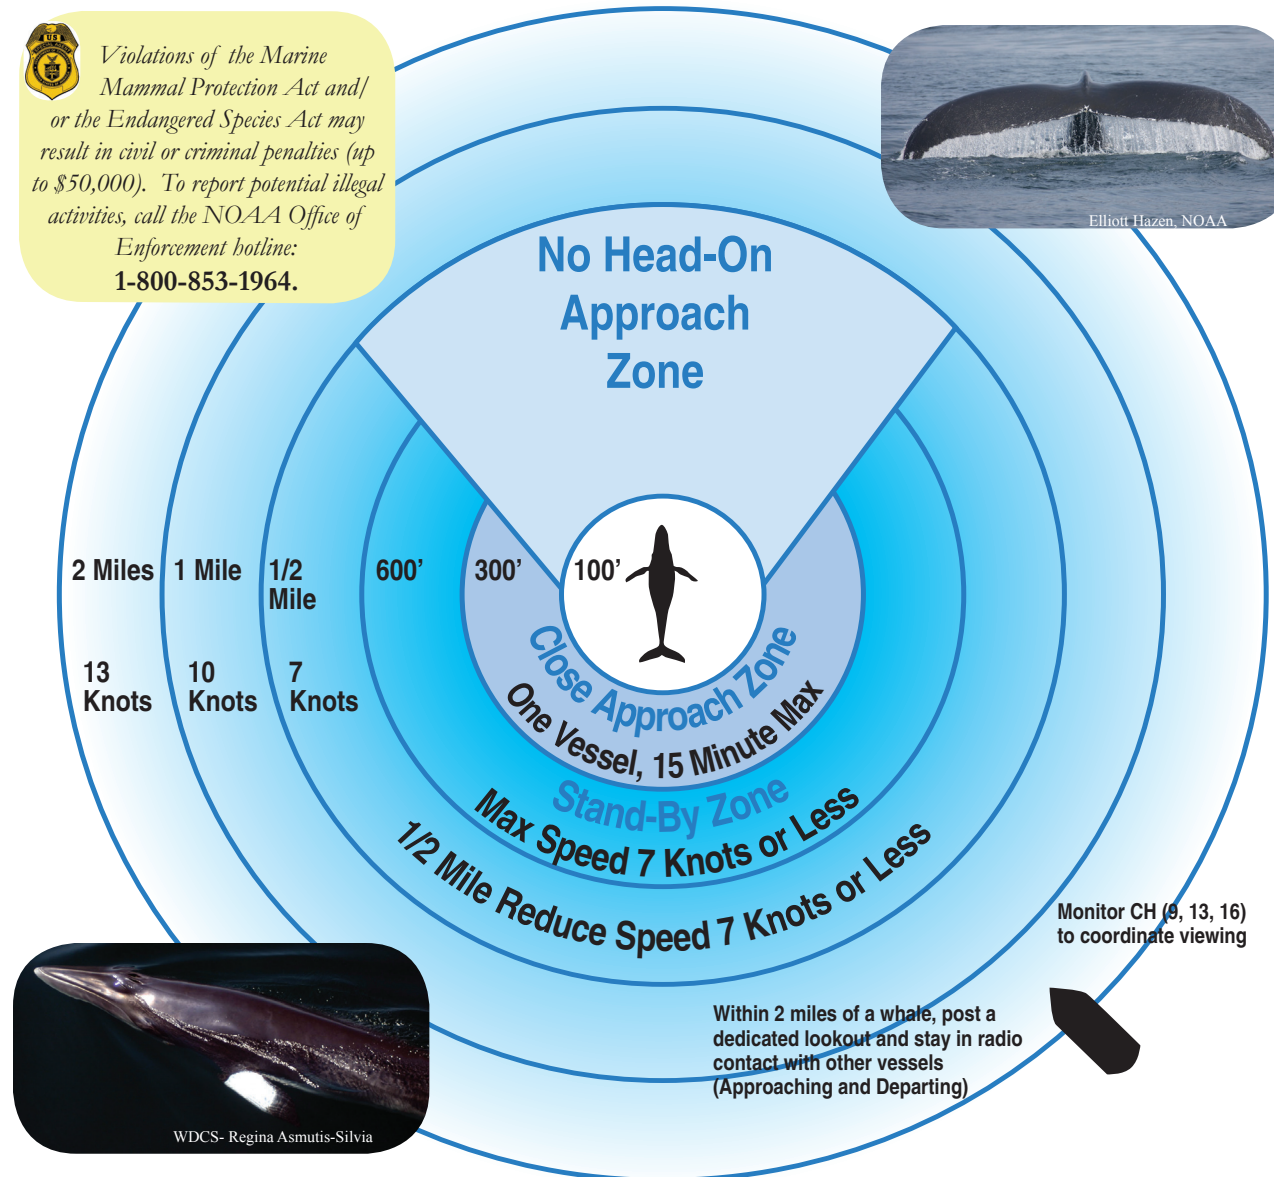 Violations of the Marine
Mammal Protection Act and/
or the Endangered Species Act may
result in civil or criminal penalties (up
to $50,000). To report potential illegal
activities, call the NOAA Office of
Enforcement hotline:
1-800-853-1964.
Elliott Hazen, NOAA
No Head-On
Approach
Zone
2 Miles
1 Mile
1/2
Mile
600’
300’
100’
13
Knots
10
Knots
7
Knots
Close Approach Zone
One Vessel, 15 Minute Max
Stand-By Zone
Max Speed 7 Knots or Less
1/2 Mile Reduce Speed 7 Knots or Less
Monitor CH (9, 13, 16)
to coordinate viewing
Within 2 miles of a whale, post a
dedicated lookout and stay in radio
contact with other vessels
(Approaching and Departing)
WDCS- Regina Asmutis-Silvia